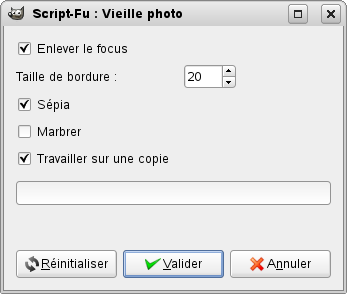 Script-Fu : Vieille photo
Enlever le focus
Taille de bordure : 20
Sépia
Marbrer
Travailler sur une copie
Réinitialiser Valider Annuler